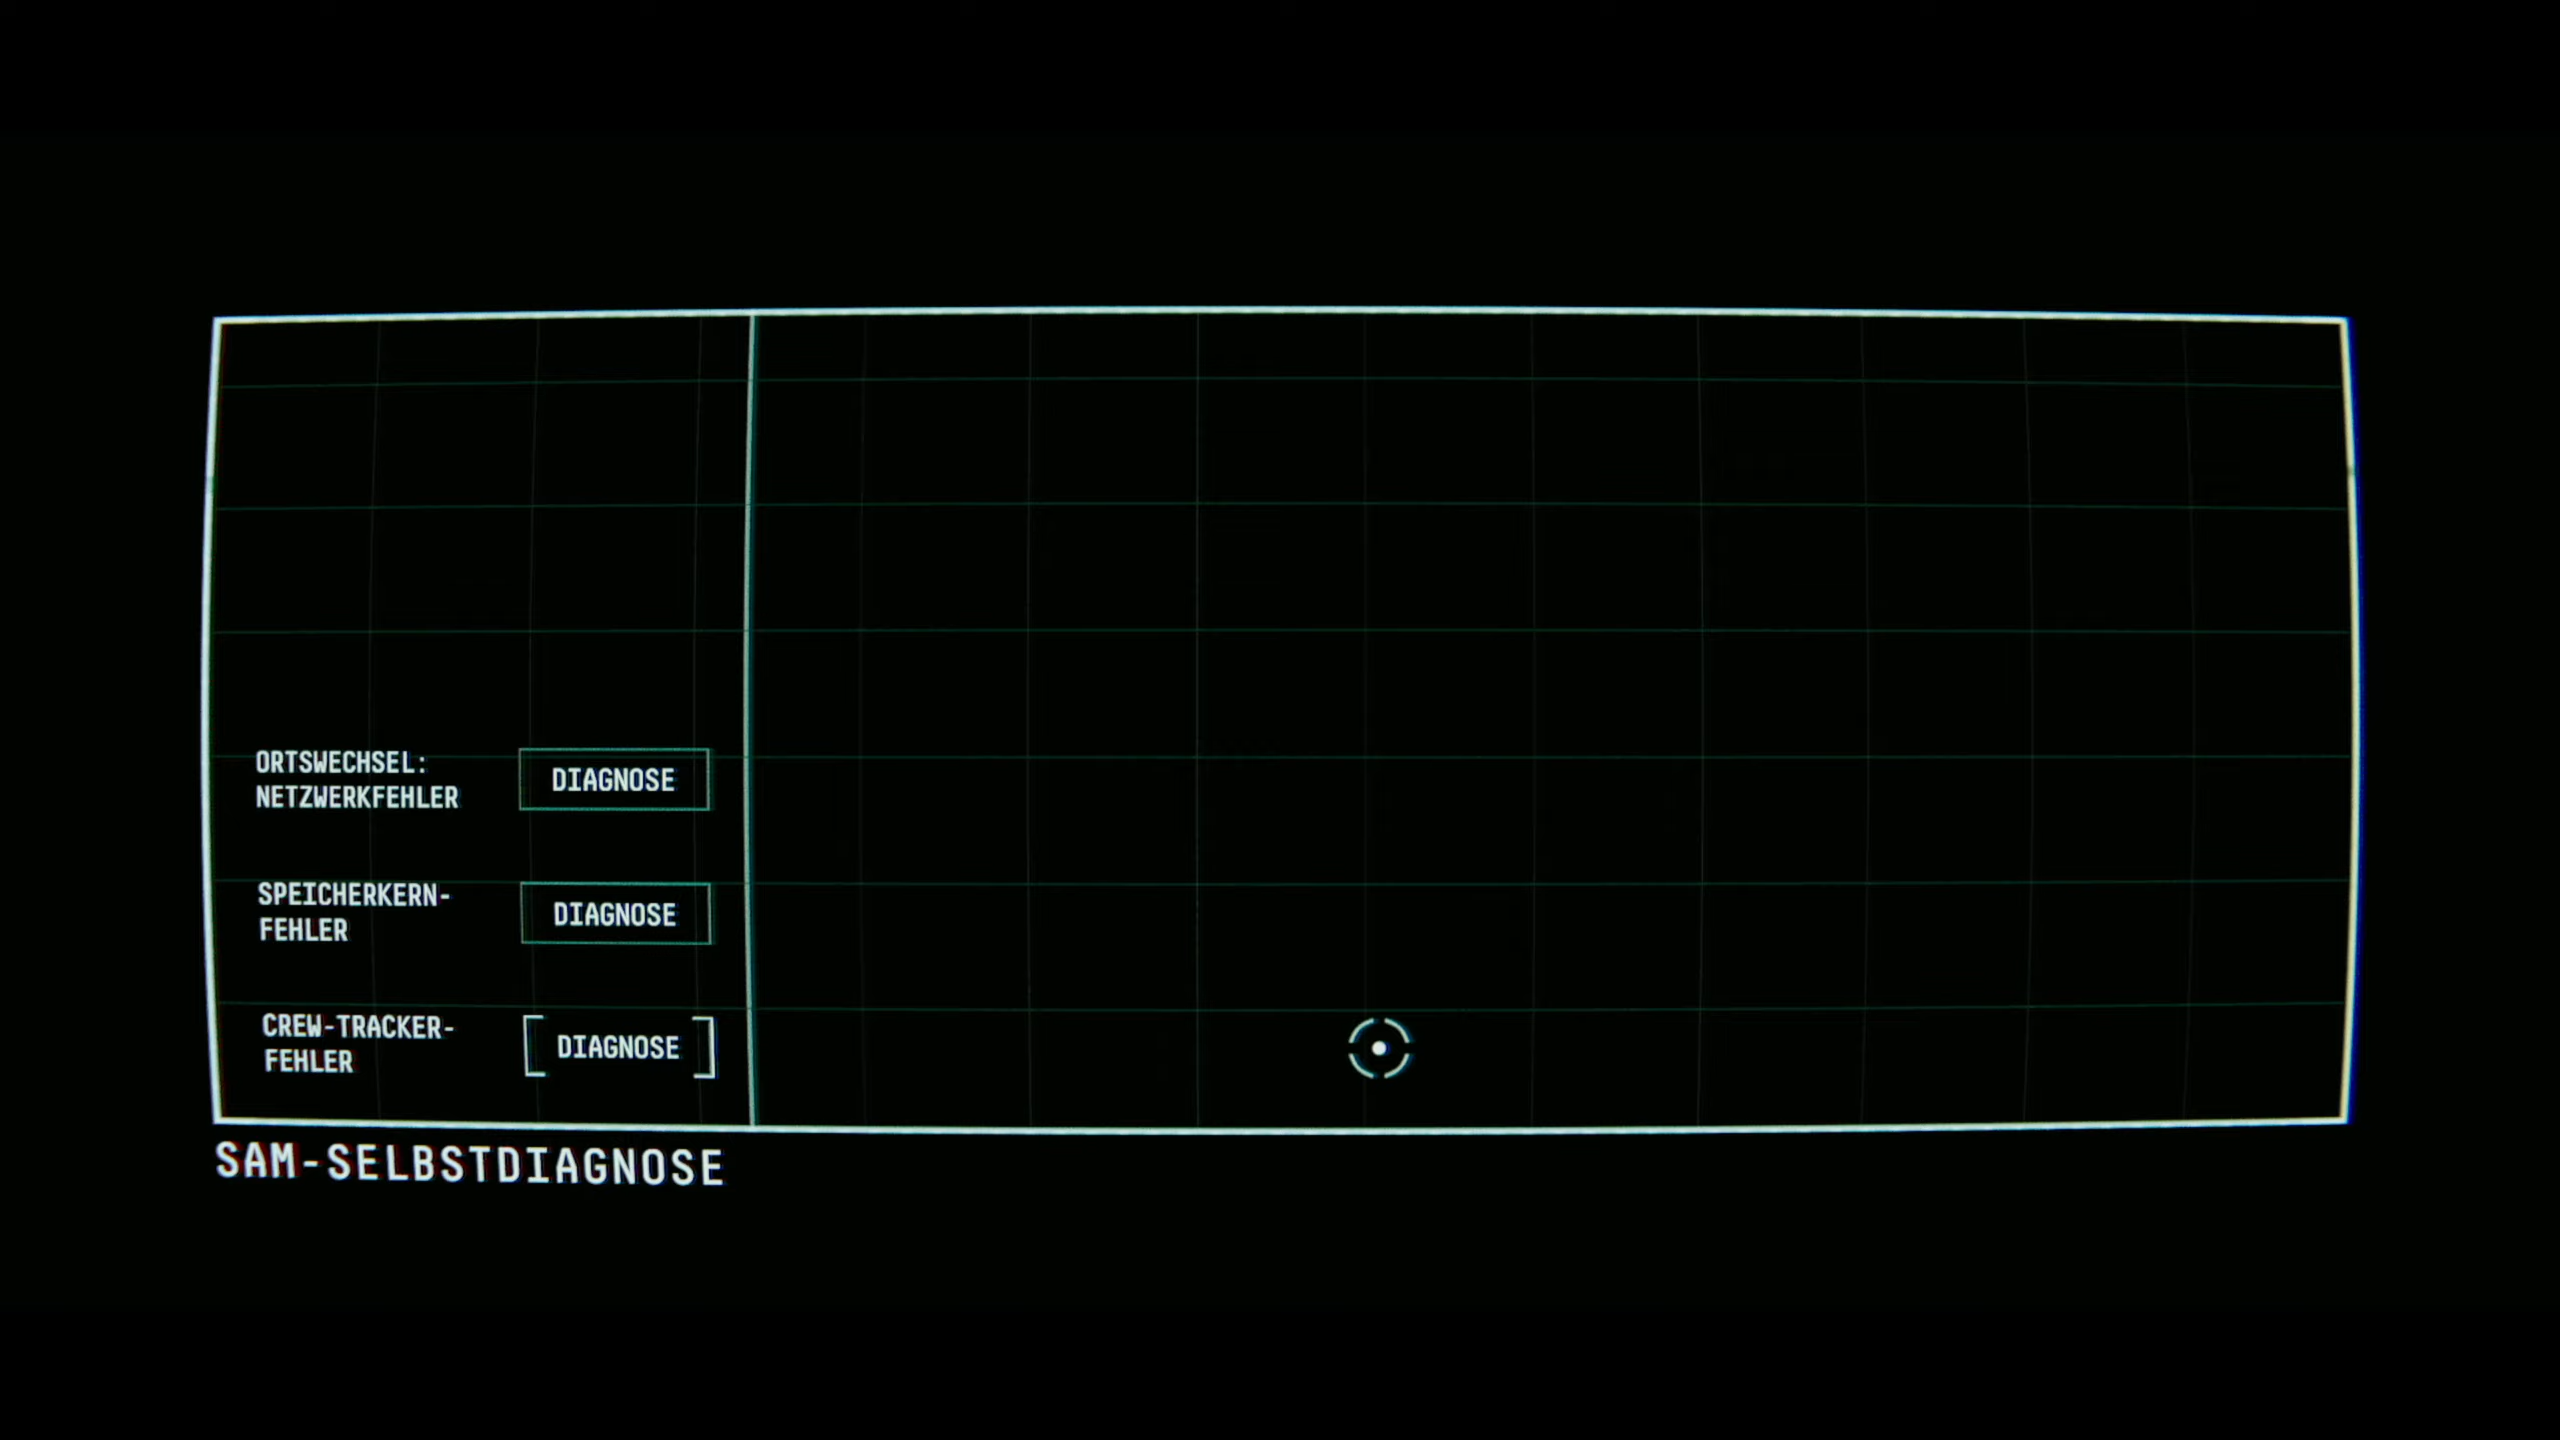 ORTSWECHSEL:
NETZWERKFEHLER
DIAGNOSE
SPEICHERKERN-
FEHLER
DIAGNOSE
CREW-TRACKER-
FEHLER
DIAGNOSE
SAM-SELBSTDIAGNOSE